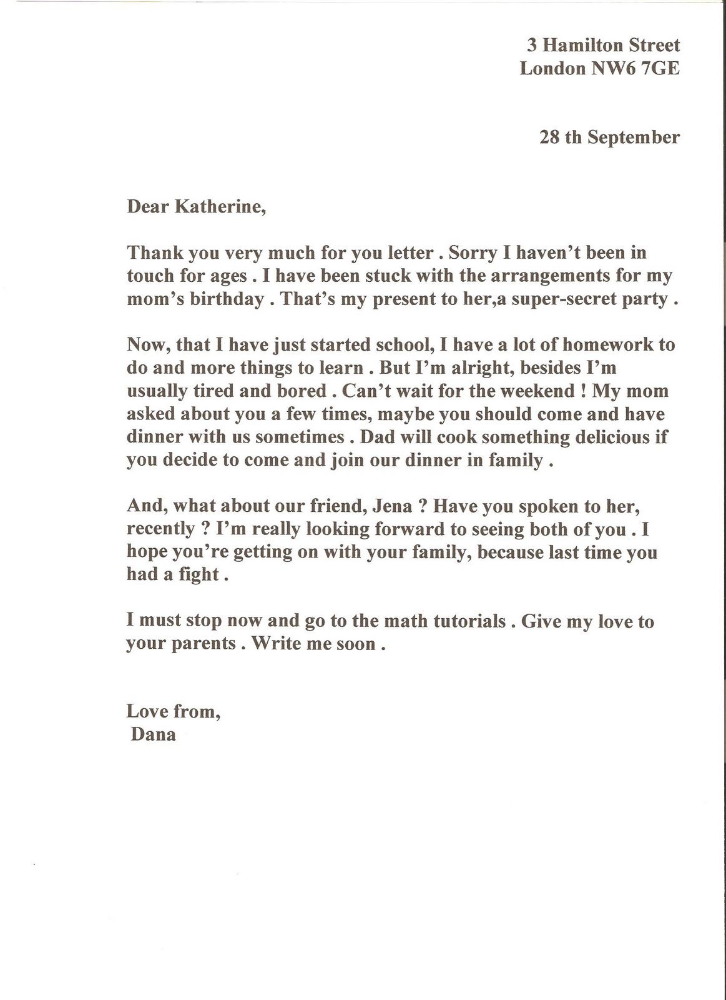 3 Hamilton Street
London NW6 7GE
28 th September
Dear Katherine,
Thank you very much for you letter . Sorry I haven't been in
touch for ages . I have been stuck with the arrangements for my
mom's birthday . That's my present to her,a super-secret party .
Now, that I have just started school, I have a lot of homework to
do and more things to learn . But I'm alright, besides I'm
usually tired and bored . Can't wait for the weekend ! My mom
asked about you a few times, maybe you should come and have
dinner with us sometimes . Dad will cook something delicious if
you decide to come and join our dinner in family .
And, what about our friend, Jena ? Have you spoken to her,
recently ? I'm really looking forward to seeing both of you . I
hope you're getting on with your family, because last time you
had a fight .
I must stop now and go to the math tutorials . Give my love to
your parents . Write me soon .
Love from,
Dana